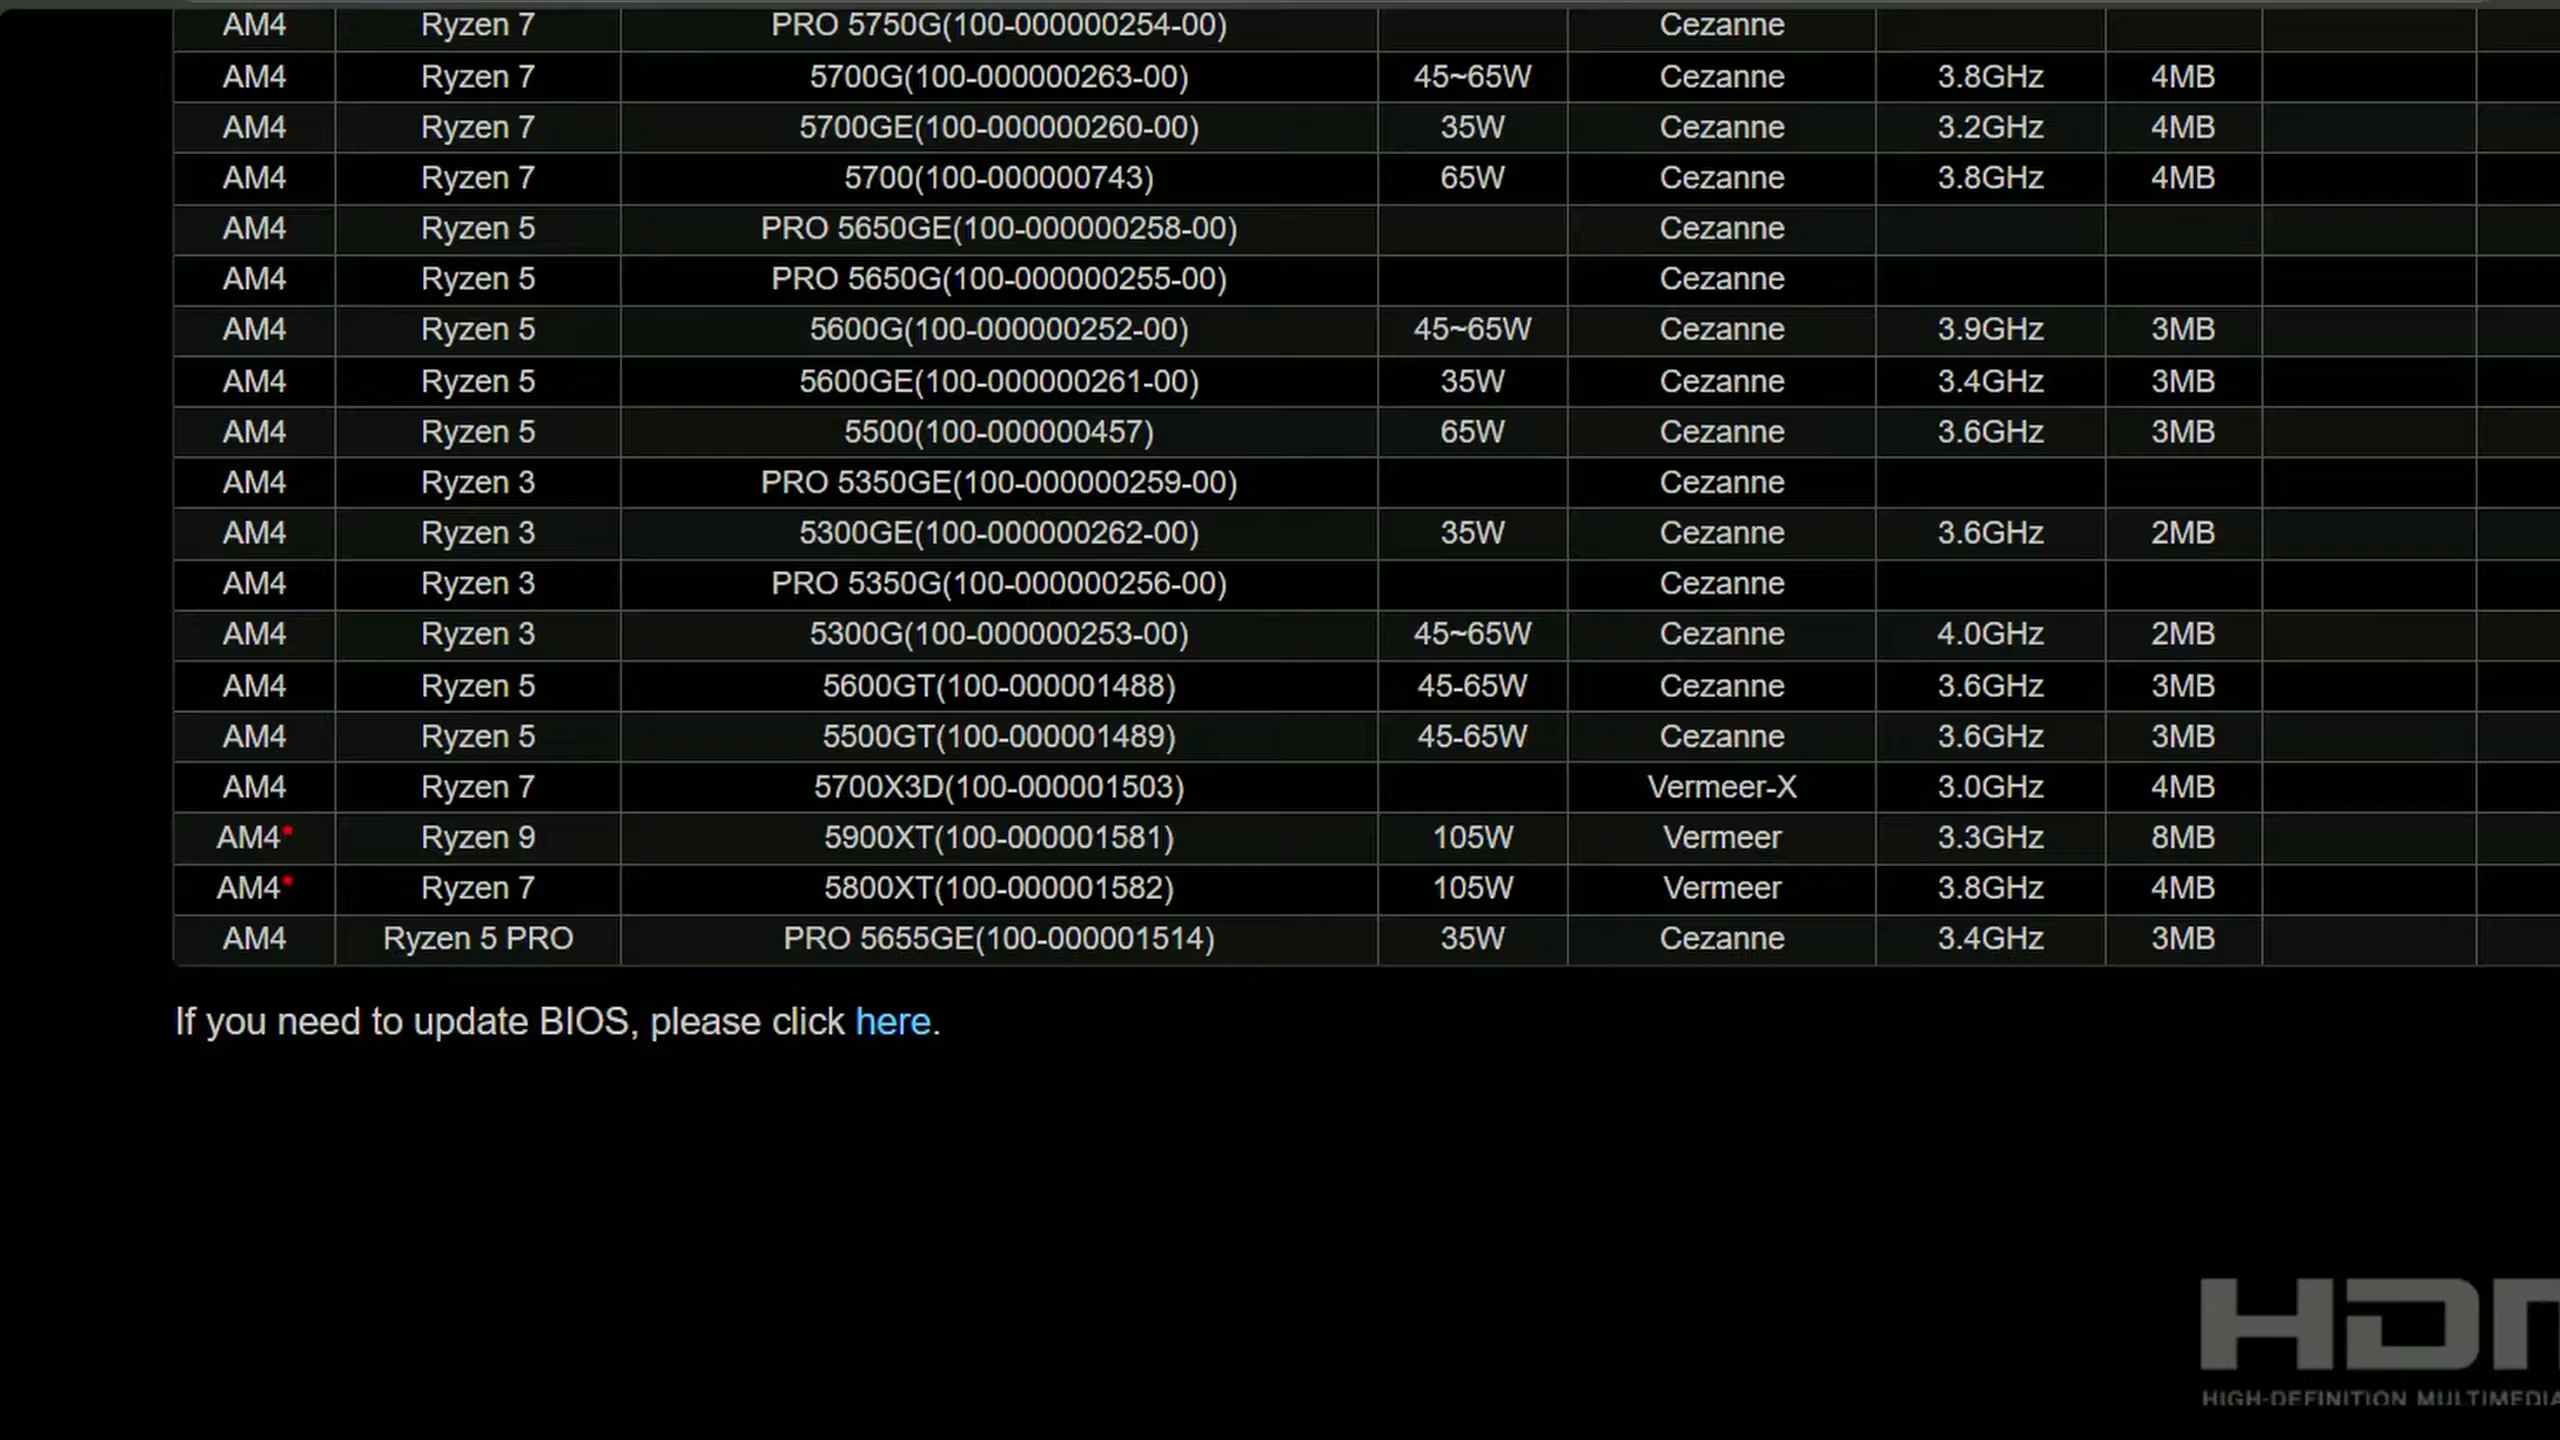 AM4 Ryzen 7 PRO 5750G(100-000000254-00) Cezanne
AM4 Ryzen 7 5700G(100-000000263-00) 45~65W Cezanne 3.8GHz 4MB
AM4 Ryzen 7 5700GE(100-000000260-00) 35W Cezanne 3.2GHz 4MB
AM4 Ryzen 7 5700(100-000000743) 65W Cezanne 3.8GHz 4MB
AM4 Ryzen 5 PRO 5650GE(100-000000258-00) Cezanne
AM4 Ryzen 5 PRO 5650G(100-000000255-00) Cezanne
AM4 Ryzen 5 5600G(100-000000252-00) 45~65W Cezanne 3.9GHz 3MB
AM4 Ryzen 5 5600GE(100-000000261-00) 35W Cezanne 3.4GHz 3MB
AM4 Ryzen 5 5500(100-000000457) 65W Cezanne 3.6GHz 3MB
AM4 Ryzen 3 PRO 5350GE(100-000000259-00) Cezanne
AM4 Ryzen 3 5300GE(100-000000262-00) 35W Cezanne 3.6GHz 2MB
AM4 Ryzen 3 PRO 5350G(100-000000256-00) Cezanne
AM4 Ryzen 3 5300G(100-000000253-00) 45~65W Cezanne 4.0GHz 2MB
AM4 Ryzen 5 5600GT(100-000001488) 45-65W Cezanne 3.6GHz 3MB
AM4 Ryzen 5 5500GT(100-000001489) 45-65W Cezanne 3.6GHz 3MB
AM4 Ryzen 7 5700X3D(100-000001503) Vermeer-X 3.0GHz 4MB
AM4* Ryzen 9 5900XT(100-000001581) 105W Vermeer 3.3GHz 8MB
AM4* Ryzen 7 5800XT(100-000001582) 105W Vermeer 3.8GHz 4MB
AM4 Ryzen 5 PRO PRO 5655GE(100-000001514) 35W Cezanne 3.4GHz 3MB
If you need to update BIOS, please click here.
HIGH-DEFINITION MULTIMEDIA